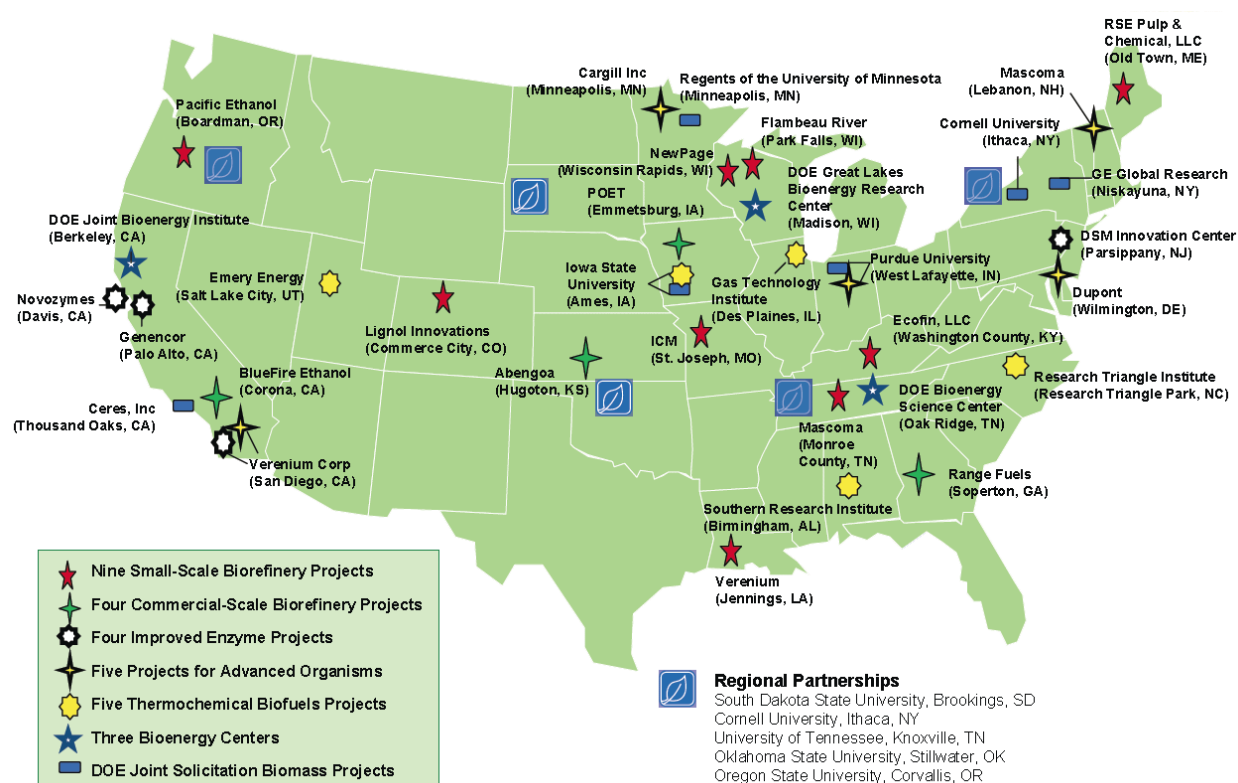 RSE Pulp &
Chemical, LLC
(Old Town, ME)
Cargill Inc
(Minneapolis, MN)
Regents of the University of Minnesota
(Minneapolis, MN)
Mascoma
(Lebanon, NH)
Pacific Ethanol
(Boardman, OR)
Flambeau River
(Park Falls, WI)
Cornell University
(Ithaca, NY)
NewPage
(Wisconsin Rapids, WI)
DOE Great Lakes
Bioenergy Research
Center
(Madison, WI)
GE Global Research
(Niskayuna, NY)
POET
(Emmetsburg, IA)
DOE Joint Bioenergy Institute
(Berkeley, CA)
DSM Innovation Center
(Parsippany, NJ)
Purdue University
(West Lafayette, IN)
Emery Energy
(Salt Lake City, UT)
Iowa State
University
(Ames, IA)
Gas Technology
Institute
(Des Plaines, IL)
Dupont
(Wilmington, DE)
Novozymes
(Davis, CA)
Genencor
(Palo Alto, CA)
Lignol Innovations
(Commerce City, CO)
ICM
(St. Joseph, MO)
Ecofin, LLC
(Washington County, KY)
BlueFire Ethanol
(Corona, CA)
Abengoa
(Hugoton, KS)
Research Triangle Institute
(Research Triangle Park, NC)
DOE Bioenergy
Science Center
(Oak Ridge, TN)
Ceres, Inc
(Thousand Oaks, CA)
Mascoma
(Monroe
County, TN)
Verenium Corp
(San Diego, CA)
Range Fuels
(Soperton, GA)
Southern Research Institute
(Birmingham, AL)
Verenium
(Jennings, LA)
Nine Small-Scale Biorefinery Projects
Four Commercial-Scale Biorefinery Projects
Four Improved Enzyme Projects
Five Projects for Advanced Organisms
Five Thermochemical Biofuels Projects
Three Bioenergy Centers
DOE Joint Solicitation Biomass Projects
Regional Partnerships
South Dakota State University, Brookings, SD
Cornell University, Ithaca, NY
University of Tennessee, Knoxville, TN
Oklahoma State University, Stillwater, OK
Oregon State University, Corvallis, OR